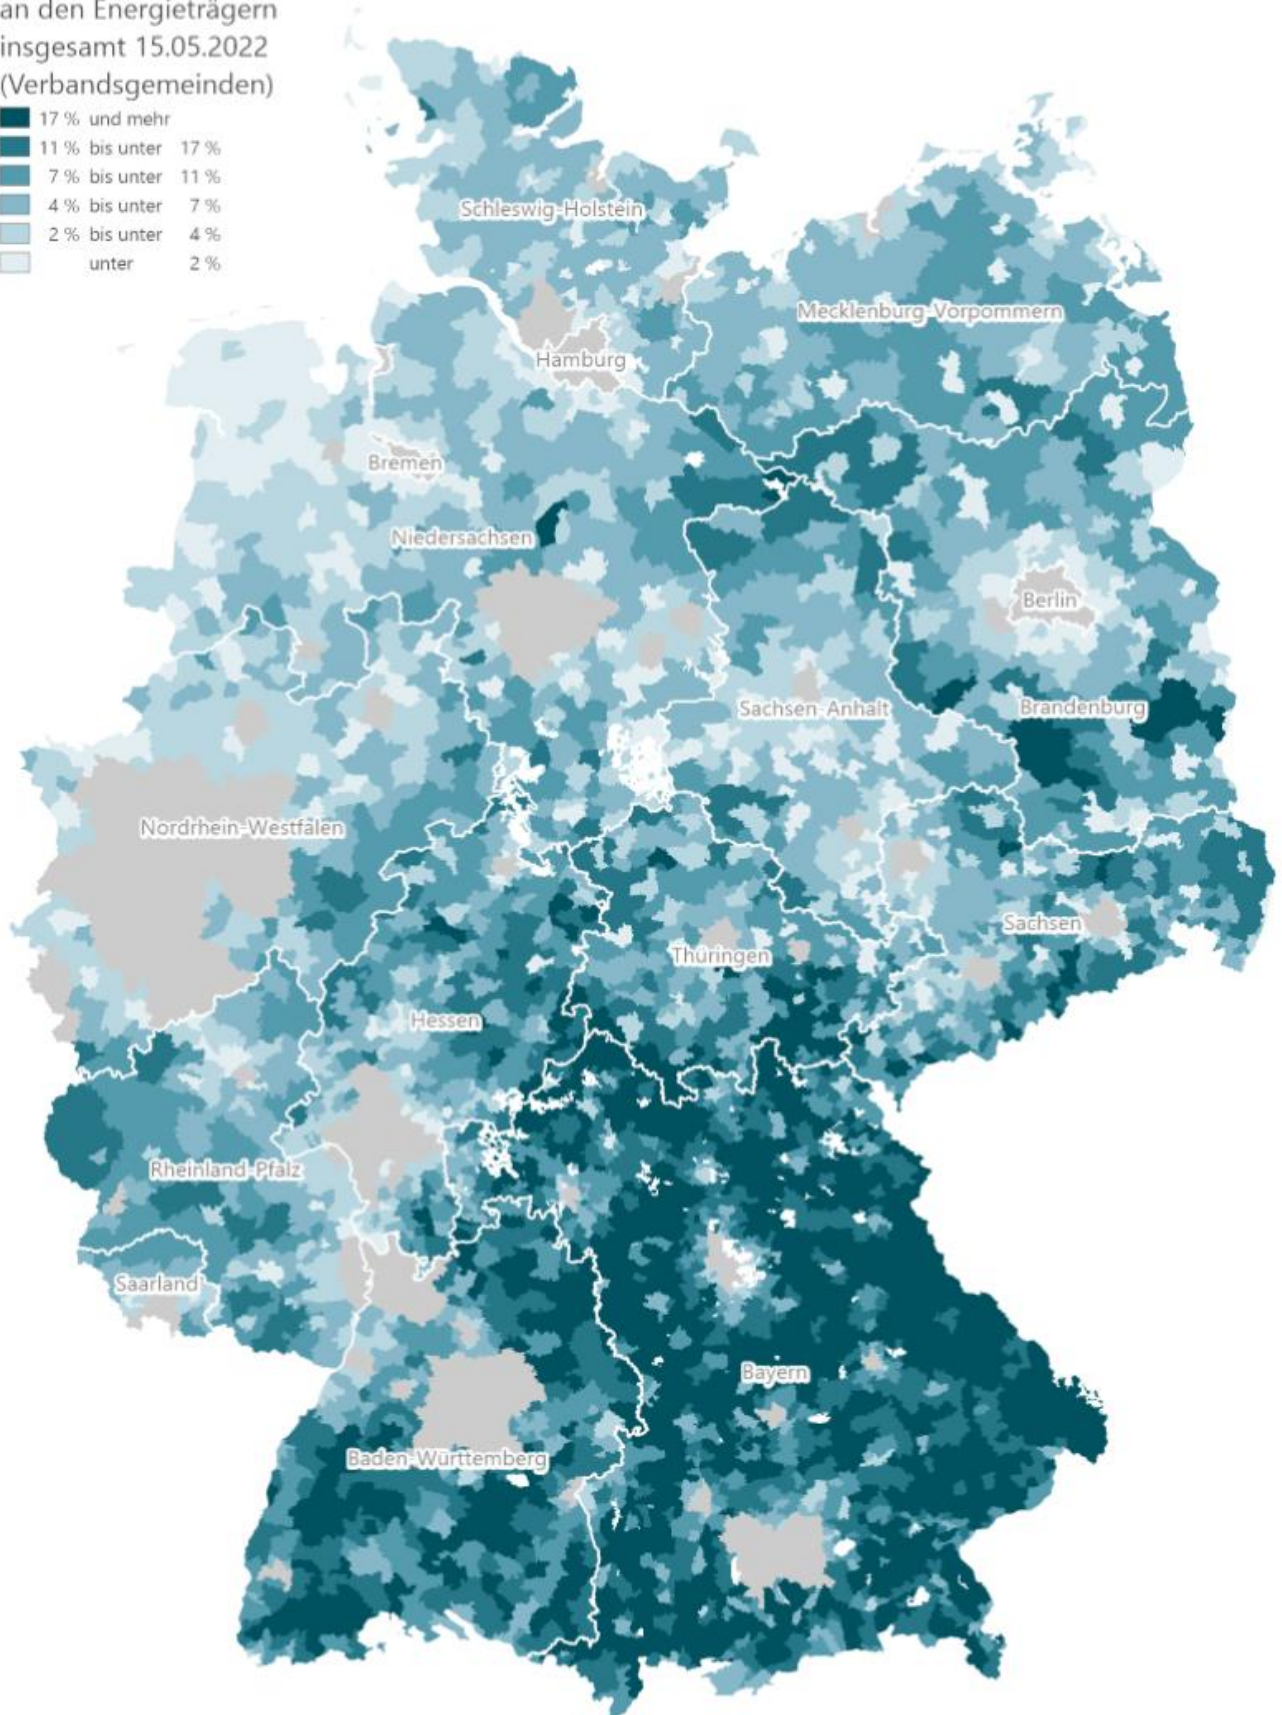 an den Energieträgern
insgesamt 15.05.2022
(Verbandsgemeinden)
17 % und mehr
11 % bis unter 17 %
7 % bis unter 11 %
4 % bis unter 7 %
2 % bis unter 4 %
unter 2 %
Schleswig-Holstein
Mecklenburg-Vorpommern
Hamburg
Bremen
Niedersachsen
Berlin
Sachsen-Anhalt
Brandenburg
Nordrhein-Westfalen
Sachsen
Thüringen
Hessen
Rheinland-Pfalz
Saarland
Bayern
Baden-Württemberg